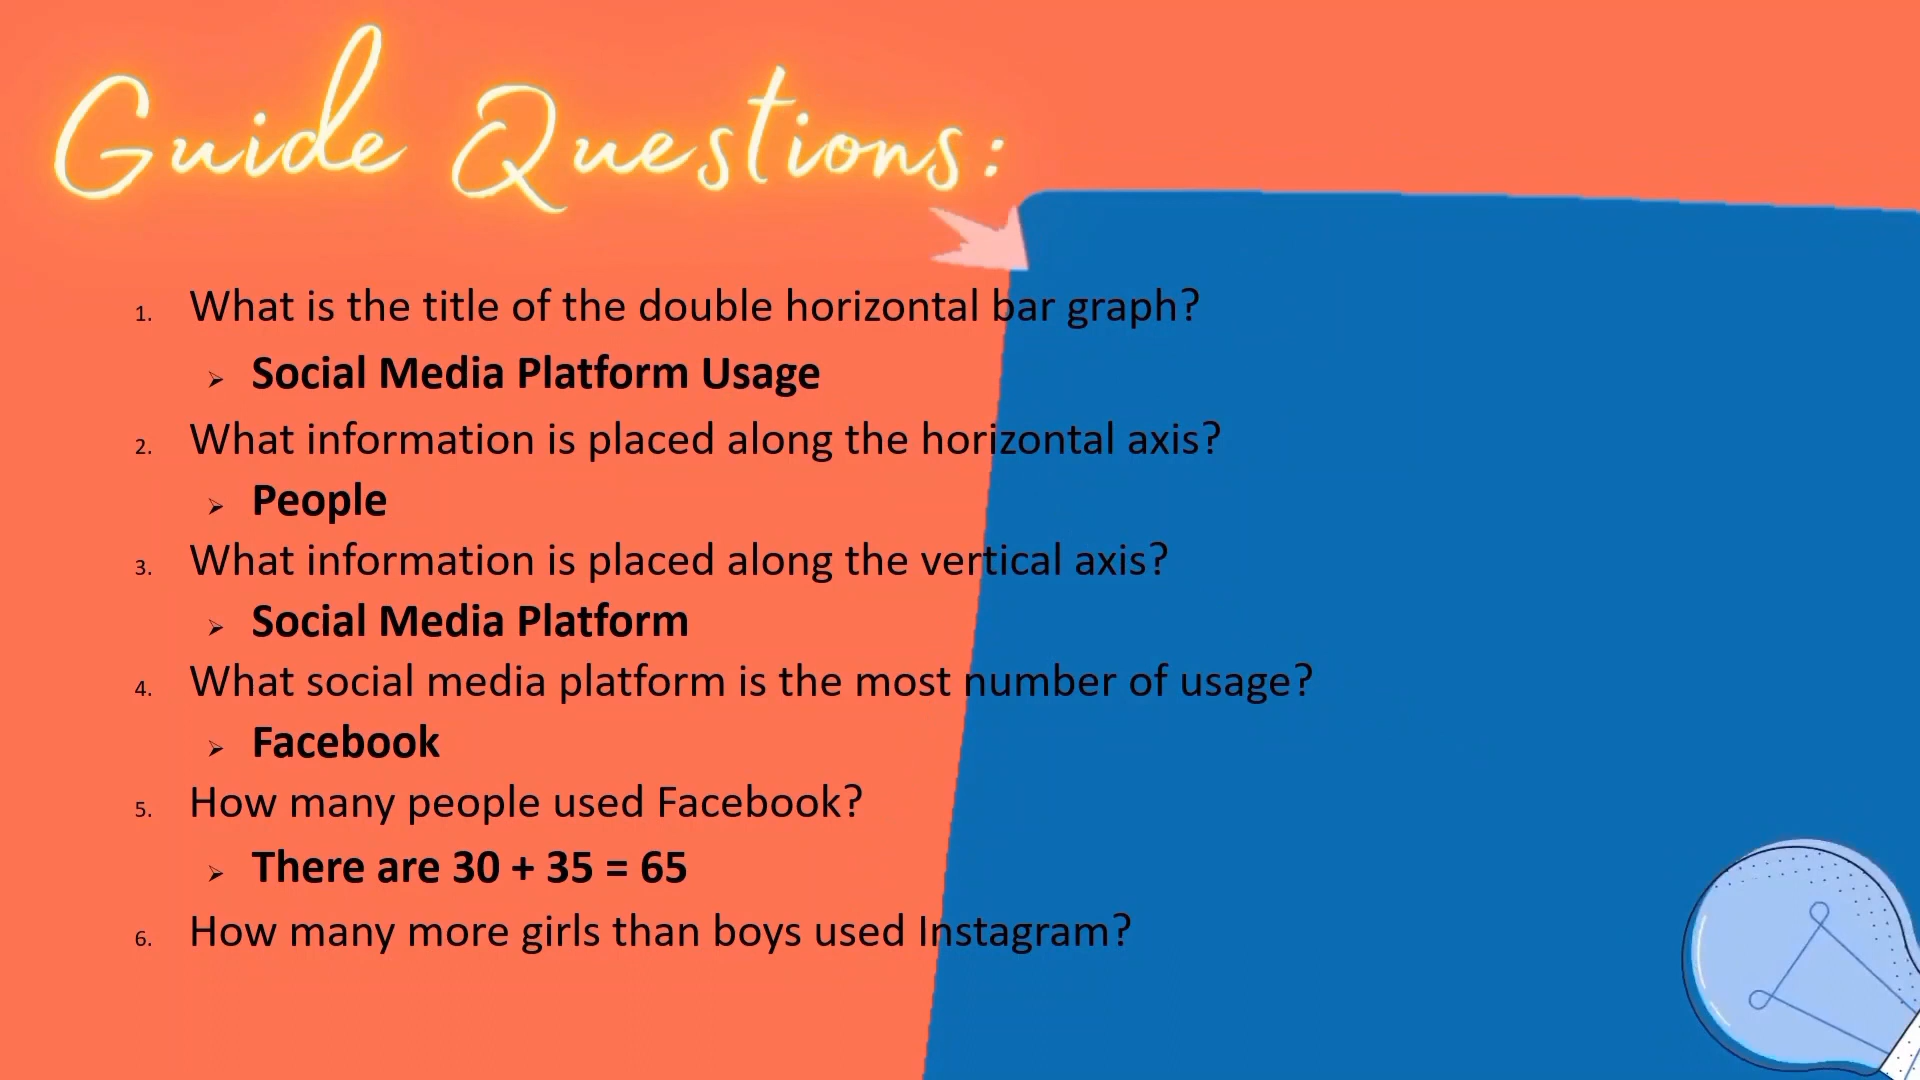 Guide Questions:
1. What is the title of the double horizontal bar graph?
➢ Social Media Platform Usage
2. What information is placed along the horizontal axis?
➢ People
3. What information is placed along the vertical axis?
➢ Social Media Platform
4. What social media platform is the most number of usage?
➢ Facebook
5. How many people used Facebook?
➢ There are 30 + 35 = 65
6. How many more girls than boys used Instagram?